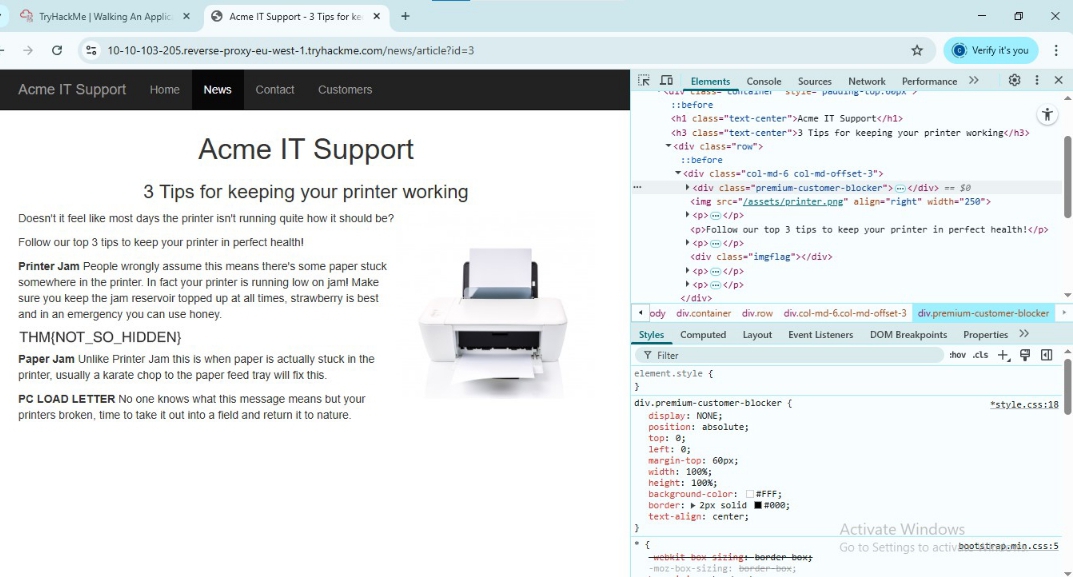 TryHackMe | Walking An Applic
Acme IT Support - 3 Tips for ke
10-10-103-205.reverse-proxy-eu-west-1.tryhackme.com/news/article?id=3
Verify it's you
Acme IT Support Home News Contact Customers
Acme IT Support
3 Tips for keeping your printer working
Doesn't it feel like most days the printer isn't running quite how it should be?
Follow our top 3 tips to keep your printer in perfect health!
Printer Jam People wrongly assume this means there's some paper stuck
somewhere in the printer. In fact your printer is running low on jam! Make
sure you keep the jam reservoir topped up at all times, strawberry is best
and in an emergency you can use honey.
THM{NOT_SO_HIDDEN}
Paper Jam Unlike Printer Jam this is when paper is actually stuck in the
printer, usually a karate chop to the paper feed tray will fix this.
PC LOAD LETTER No one knows what this message means but your
printers broken, time to take it out into a field and return it to nature.
Elements Console Sources Network Performance
::before
<h1 class="text-center">Acme IT Support</h1>
<h3 class="text-center">3 Tips for keeping your printer working</h3>
<div class="row">
::before
<div class="col-md-6 col-md-offset-3">
<div class="premium-customer-blocker">…</div> == $0
<img src="/assets/printer.png" align="right" width="250">
<p>…</p>
<p>Follow our top 3 tips to keep your printer in perfect health!</p>
<p>…</p>
<div class="imgflag"></div>
<p>…</p>
<p>…</p>
</div>
ody div.container div.row div.col-md-6.col-md-offset-3 div.premium-customer-blocker
Styles Computed Layout Event Listeners DOM Breakpoints Properties
Filter :hov .cls
element.style {
}
div.premium-customer-blocker { *style.css:18
display: NONE;
position: absolute;
top: 0;
left: 0;
margin-top: 60px;
width: 100%;
height: 100%;
background-color: #FFF;
border: 2px solid #000;
text-align: center;
}
Activate Windows
Go to Settings to activ
* { bootstrap.min.css:5
-webkit-box-sizing: border-box;
-moz-box-sizing: border-box;